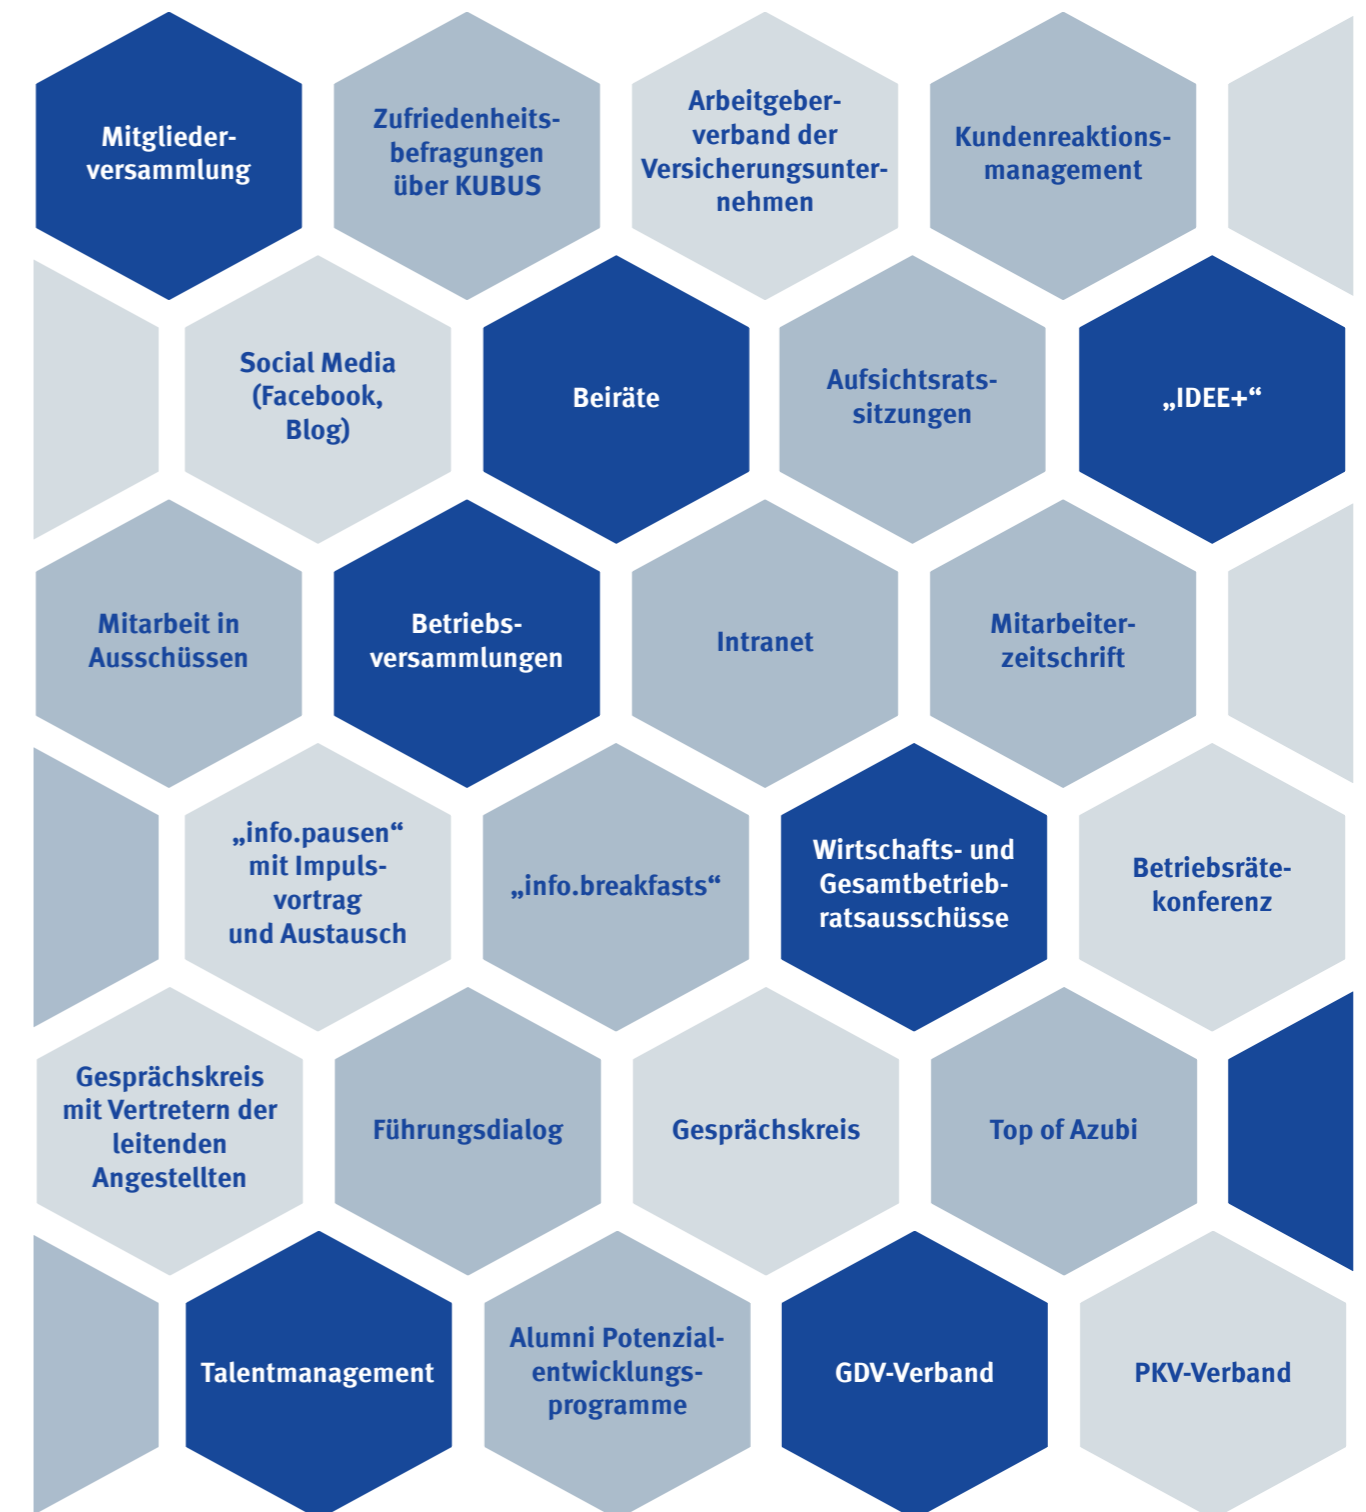 Mitglieder-
versammlung
Zufriedenheits-
befragungen
über KUBUS
Arbeitgeber-
verband der
Versicherungsunter-
nehmen
Kundenreaktions-
management
Social Media
(Facebook,
Blog)
Beiräte
Aufsichtsrats-
sitzungen
„IDEE+“
Mitarbeit in
Ausschüssen
Betriebs-
versammlungen
Intranet
Mitarbeiter-
zeitschrift
„info.pausen“
mit Impuls-
vortrag
und Austausch
„info.breakfasts“
Wirtschafts- und
Gesamtbetrieb-
ratsausschüsse
Betriebsräte-
konferenz
Gesprächskreis
mit Vertretern der
leitenden
Angestellten
Führungsdialog
Gesprächskreis
Top of Azubi
Talentmanagement
Alumni Potenzial-
entwicklungs-
programme
GDV-Verband
PKV-Verband